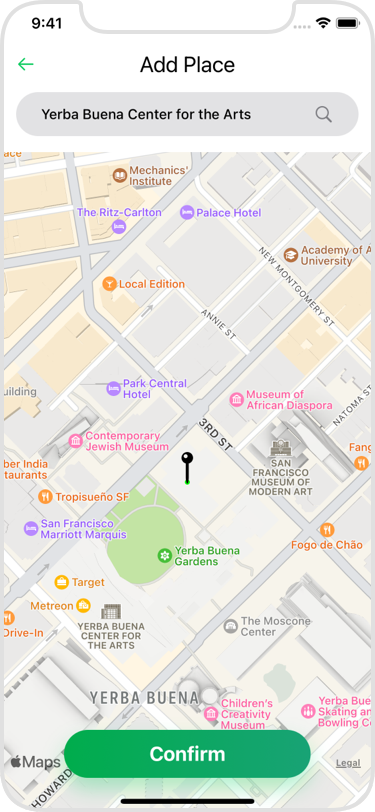 9:41
Add Place
Yerba Buena Center for the Arts
ace
Mechanics'
Institute
The Ritz-Carlton
Palace Hotel
Academy of A
University
NEW MONTGOMERY ST
Local Edition
ANNIE ST
uilding
Park Central
Hotel
Museum of
African Diaspora
NATOMA ST
3RD ST
Contemporary
Jewish Museum
Fang
ber India
taurants
SAN
FRANCISCO
MUSEUM OF
MODERN ART
Tropisueño SF
San Francisco
Marriott Marquis
Fogo de Chão
Yerba Buena
Gardens
Target
Metreon
Drive-In
YERBA BUENA
CENTER FOR
THE ARTS
The Moscone
Center
YERBA BUENA
Children's
Creativity
Museum
Yerba Bue
Skating an
Bowling Ce
Maps
Confirm
Legal
HOWARD